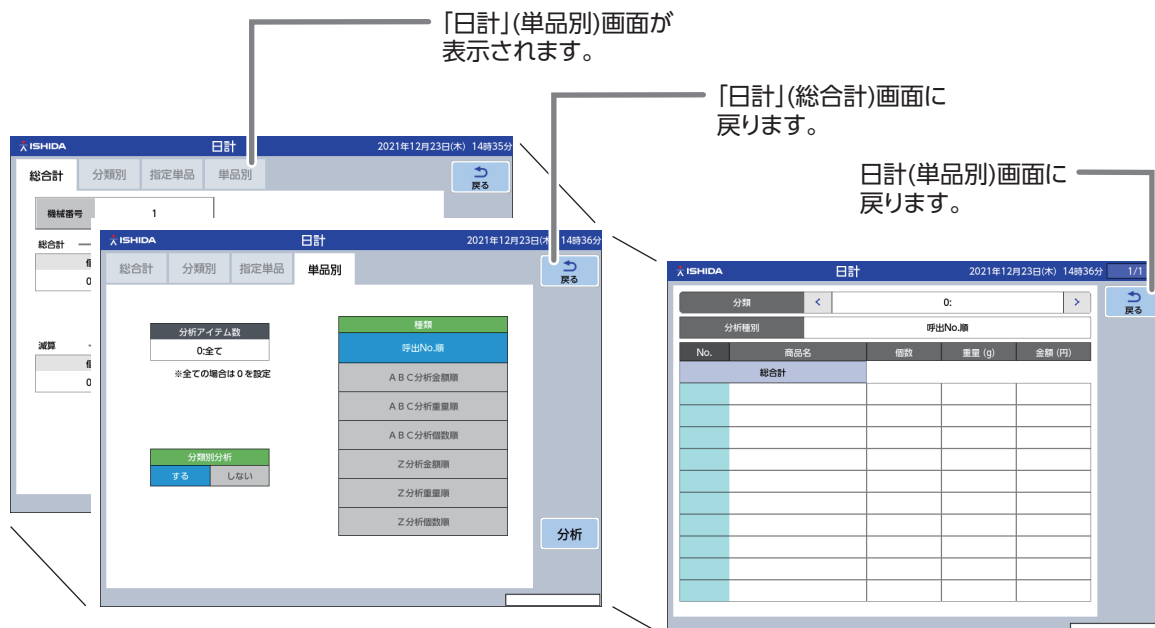 「日計」(単品別)画面が
表示されます。
「日計」(総合計)画面に
戻ります。
日計(単品別)画面に
戻ります。
ISHIDA 日計 2021年12月23日(木) 14時35分
総合計 分類別 指定単品 単品別 戻る
機械番号 1
総合計
0
減算
0
ISHIDA 日計 2021年12月23日(木) 14時36分
総合計 分類別 指定単品 単品別 戻る
分析アイテム数
0:全て
※全ての場合は0を設定
分類別分析
する しない
種類
呼出No.順
ABC分析金額順
ABC分析重量順
ABC分析個数順
Z分析金額順
Z分析重量順
Z分析個数順
分析
ISHIDA 日計 2021年12月23日(木) 14時36分 1/1
戻る
分類 < 0: >
分析種別 呼出No.順
No. 商品名 個数 重量 (g) 金額 (円)
総合計